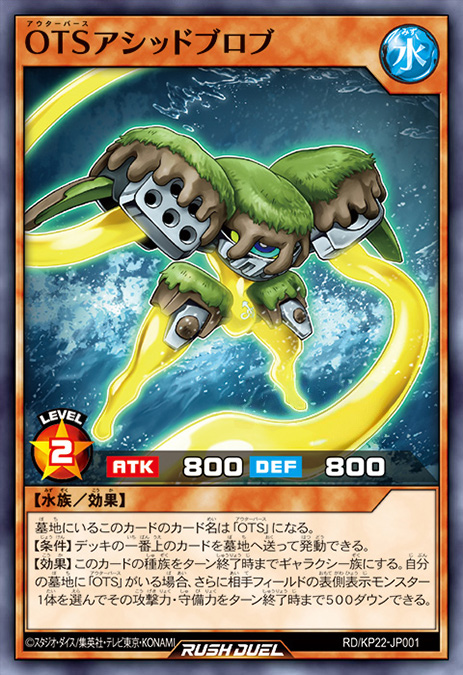 アウターバース
OTSアシッドブロブ
みず
水
LEVEL
2
ATK 800 DEF 800
【水族／効果】
墓地にいるこのカードのカード名は「OTS」になる。
【条件】デッキの一番上のカードを墓地へ送って発動できる。
【効果】このカードの種族をターン終了時までギャラクシー族にする。自分
の墓地に「OTS」がいる場合、さらに相手フィールドの表側表示モンスター
1体を選んでその攻撃力・守備力をターン終了時まで500ダウンできる。
©スタジオ・ダイス/集英社・テレビ東京・KONAMI
RUSH DUEL
RD/KP22-JP001